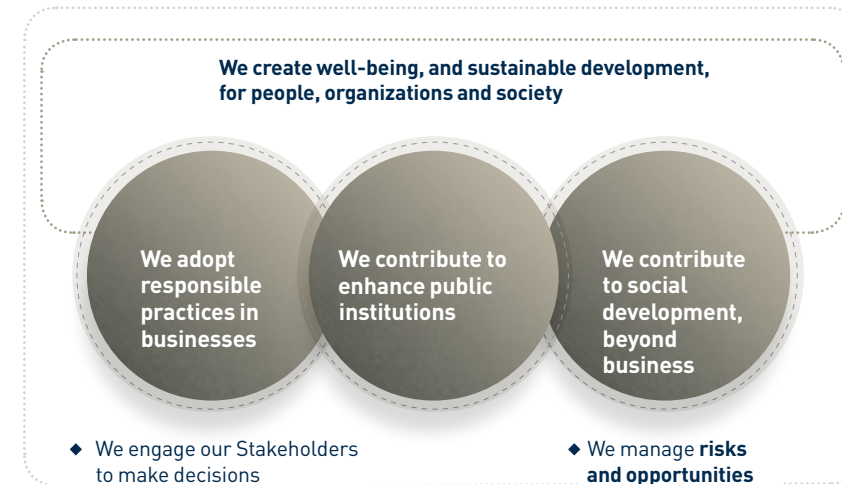 We create well-being, and sustainable development,
for people, organizations and society
We adopt
responsible
practices in
businesses
We contribute to
enhance public
institutions
We contribute
to social
development,
beyond
business
We engage our Stakeholders
to make decisions
We manage risks
and opportunities